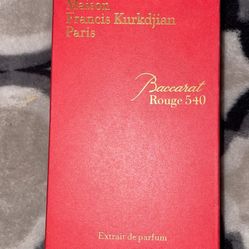 Maison
Francis Kurkdjian
Paris
Baccarat
Rouge 540
Extrait de parfum